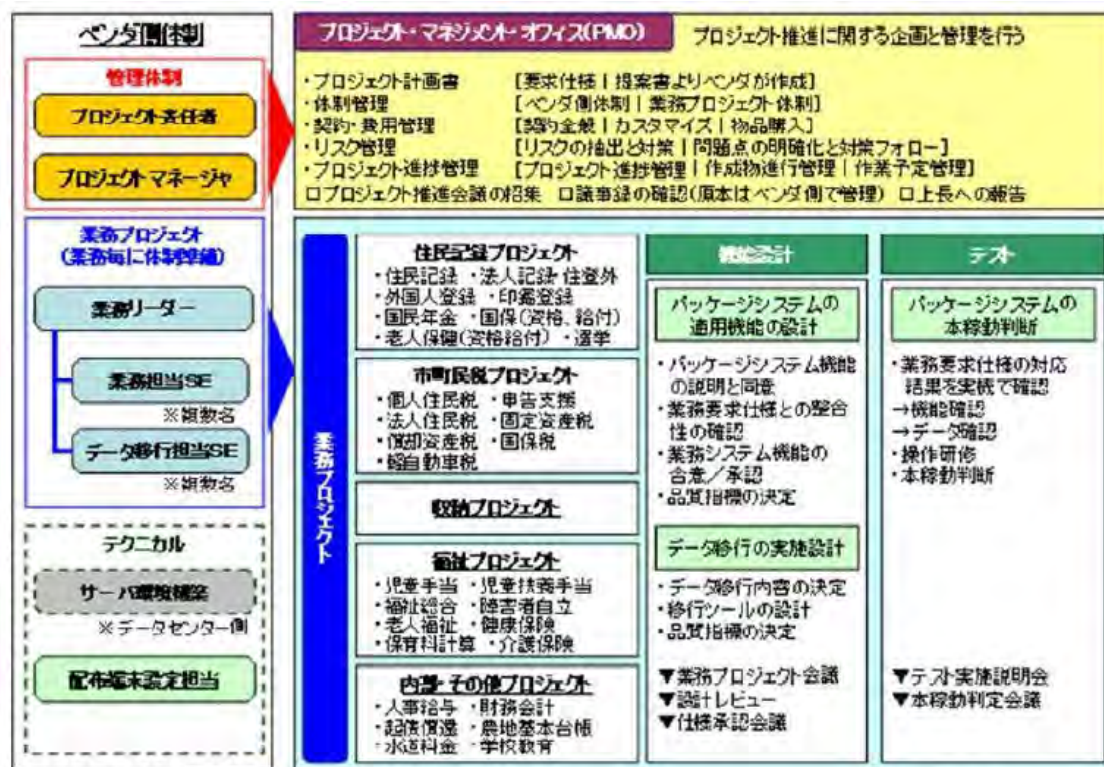 ベンダ側体制
管理体制
プロジェクト責任者
プロジェクトマネージャ
業務プロジェクト
(業務毎に体制準備)
業務リーダー
業務担当SE
※複数名
データ移行担当SE
※複数名
テクニカル
サーバ環境構築
※データセンター側
配布端末設定担当
プロジェクト・マネジメント・オフィス(PMO)
プロジェクト推進に関する企画と管理を行う
・プロジェクト計画書 [要求仕様|提案書よりベンダが作成]
・体制管理 [ベンダ側体制|業務プロジェクト体制]
・契約・費用管理 [契約全般|カスタマイズ|物品購入]
・リスク管理 [リスクの抽出と対策|問題点の明確化と対策フォロー]
・プロジェクト進捗管理 [プロジェクト進捗管理|作成物進行管理|作業予定管理]
□プロジェクト推進会議の招集 □議事録の確認(原本はベンダ側で管理) □上長への報告
業務プロジェクト
住民記録プロジェクト
・住民記録 ・法人記録・住登外
・外国人登録 ・印鑑登録
・国民年金 ・国保(資格、給付)
・老人保健(資格給付) ・選挙
市町民税プロジェクト
・個人住民税 ・申告支援
・法人住民税 ・固定資産税
・償却資産税 ・国保税
・軽自動車税
収納プロジェクト
福祉プロジェクト
・児童手当 ・児童扶養手当
・福祉総合 ・障害者自立
・老人福祉 ・健康保険
・保育料計算 ・介護保険
内部・その他プロジェクト
・人事給与 ・財務会計
・起債償還 ・農地基本台帳
・水道料金 ・学校教育
機能設計
パッケージシステムの
適用機能の設計
・パッケージシステム機能
の説明と同意
・業務要求仕様との整合
性の確認
・業務システム機能の
合意/承認
・品質指標の決定
データ移行の実施設計
・データ移行内容の決定
・移行ツールの設計
・品質指標の決定
▼業務プロジェクト会議
▼設計レビュー
▼仕様承認会議
テスト
パッケージシステムの
本稼動判断
・業務要求仕様の対応
結果を実機で確認
→機能確認
→データ確認
・操作研修
・本稼動判断
▼テスト実施説明会
▼本稼動判定会議